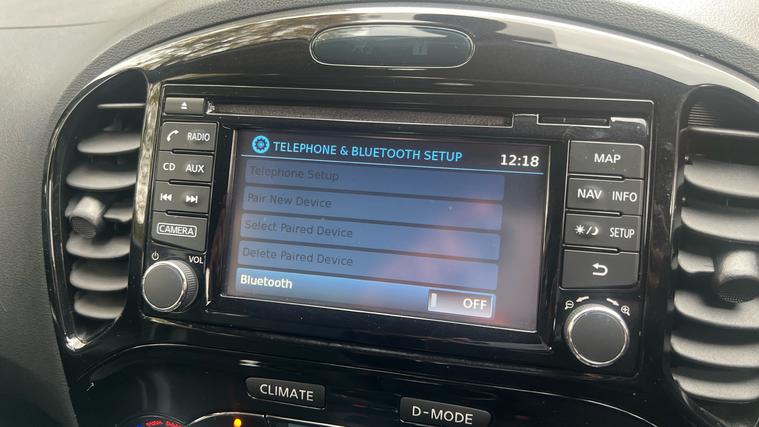 TELEPHONE & BLUETOOTH SETUP 12:18
Telephone Setup
Pair New Device
Select Paired Device
Delete Paired Device
Bluetooth
OFF
RADIO
CD AUX
CAMERA
VOL
MAP
NAV INFO
SETUP
CLIMATE
D-MODE